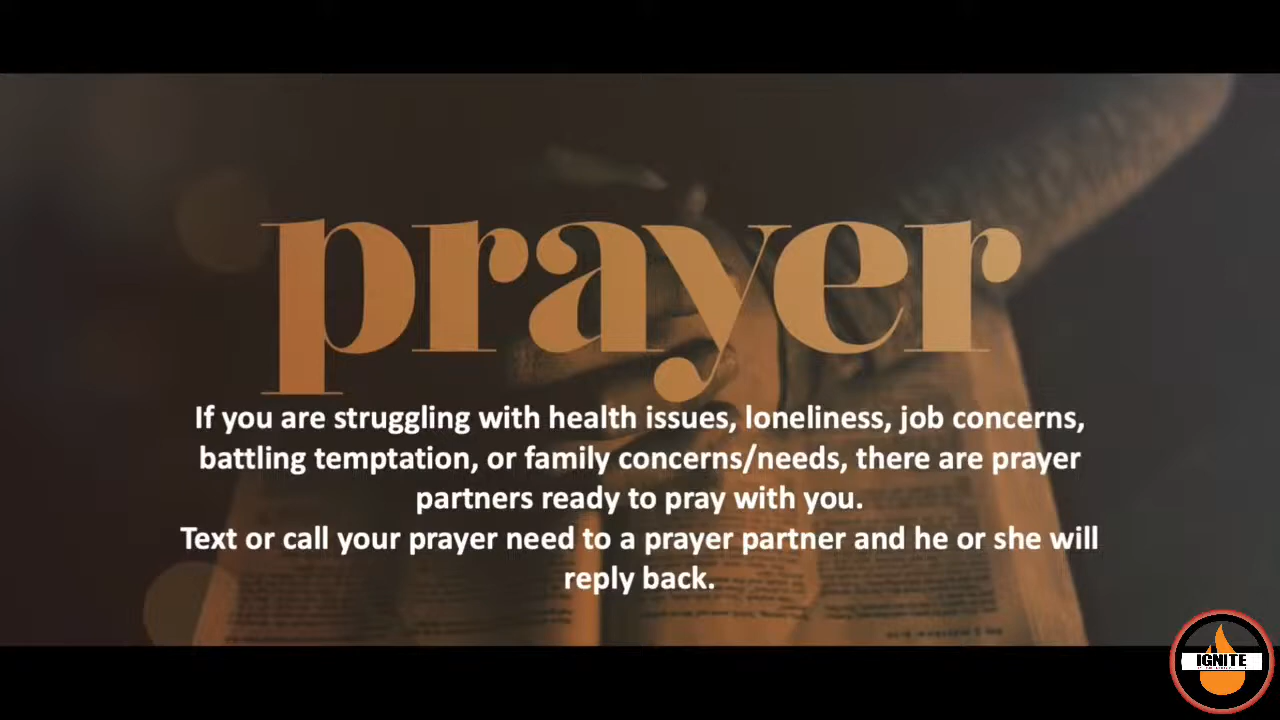 prayer
If you are struggling with health issues, loneliness, job concerns,
battling temptation, or family concerns/needs, there are prayer
partners ready to pray with you.
Text or call your prayer need to a prayer partner and he or she will
reply back.
IGNITE